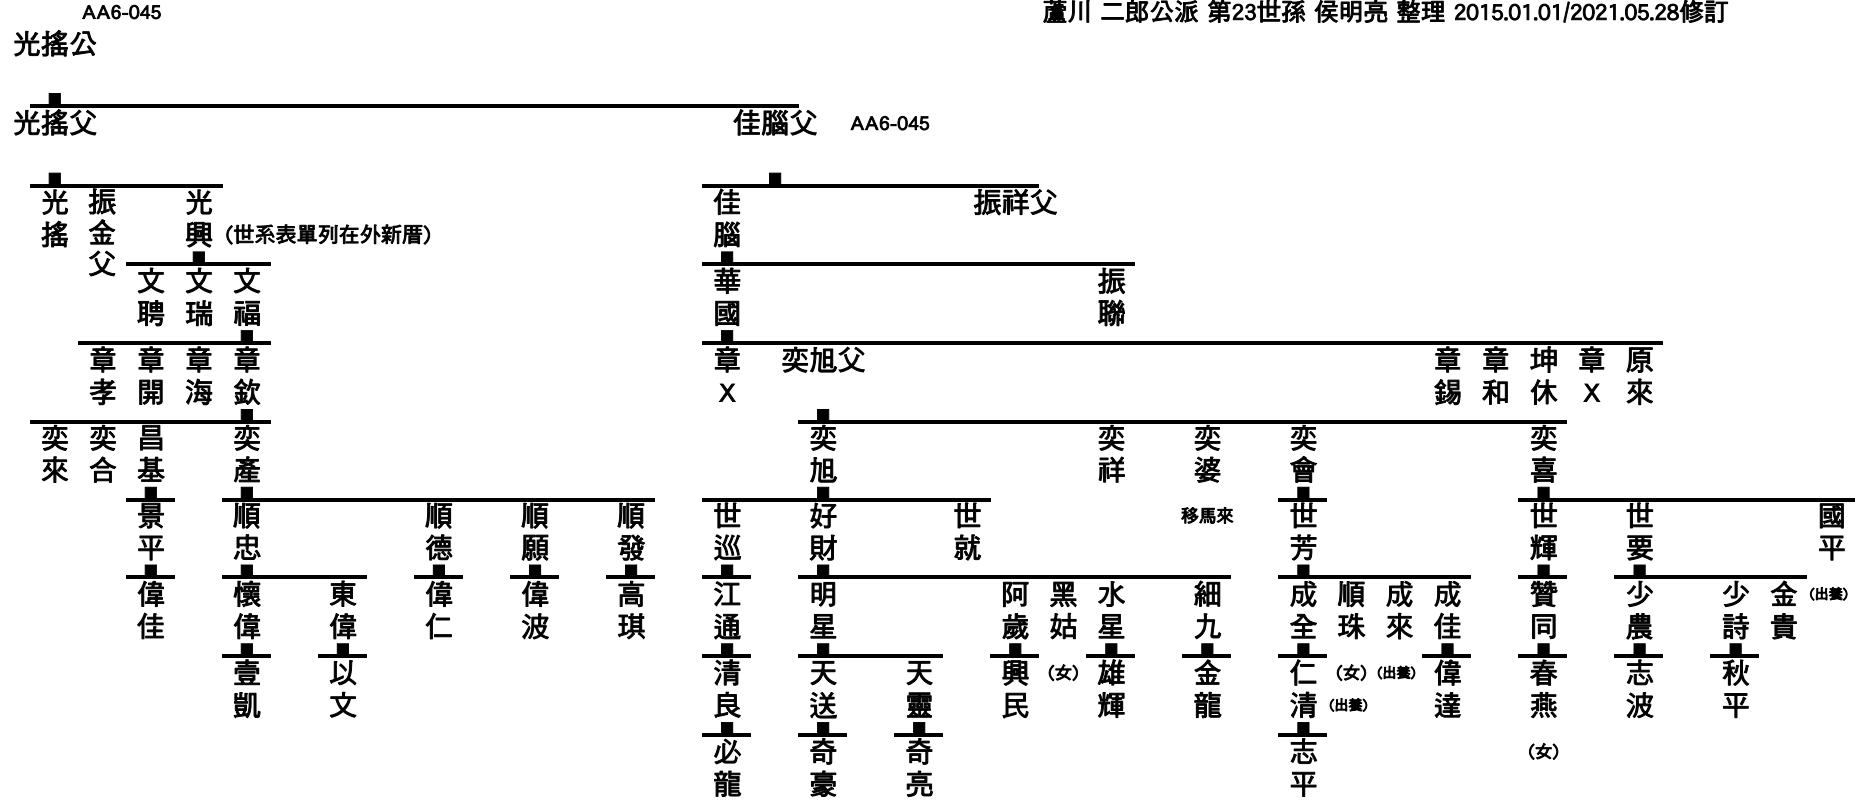 AA6-045
蘆川 二郎公派 第23世孫 侯明亮 整理 2015.01.01/2021.05.28修訂
光搖公
光搖父
佳腦父
AA6-045
光搖
振金父
光興
(世系表單列在外新厝)
佳腦
振祥父
文聘
文瑞
文福
華國
振聯
章孝
章開
章海
章欽
章X
奕旭父
章錫
章和
坤休
章X
原來
奕來
奕合
昌基
奕產
奕旭
奕祥
奕婆
移馬來
奕會
奕喜
景平
順忠
順德
順願
順發
世巡
好財
世就
世芳
世輝
世要
國平
(出養)
偉佳
懷偉
東偉
偉仁
偉波
高琪
江通
明星
阿歲
黑姑
(女)
水星
細九
成全
順珠
(女)
(出養)
成來
(出養)
成佳
贊同
少農
少詩
金貴
壹凱
以文
清良
天送
天靈
興民
雄輝
金龍
仁清
偉達
春燕
(女)
志波
秋平
必龍
奇豪
奇亮
志平